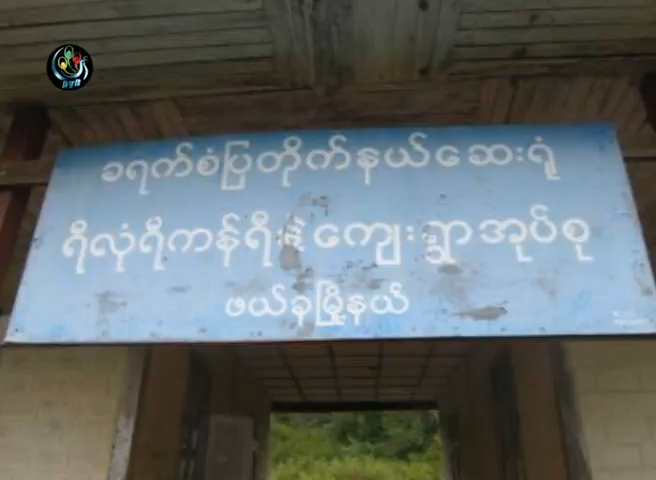 ခရက်စံပြတိုက်နယ်ဆေးရုံ
ရီလုံရီကန်ရီးနွဲ့ကျေးရွာအုပ်စု
ဖယ်ခုမြို့နယ်